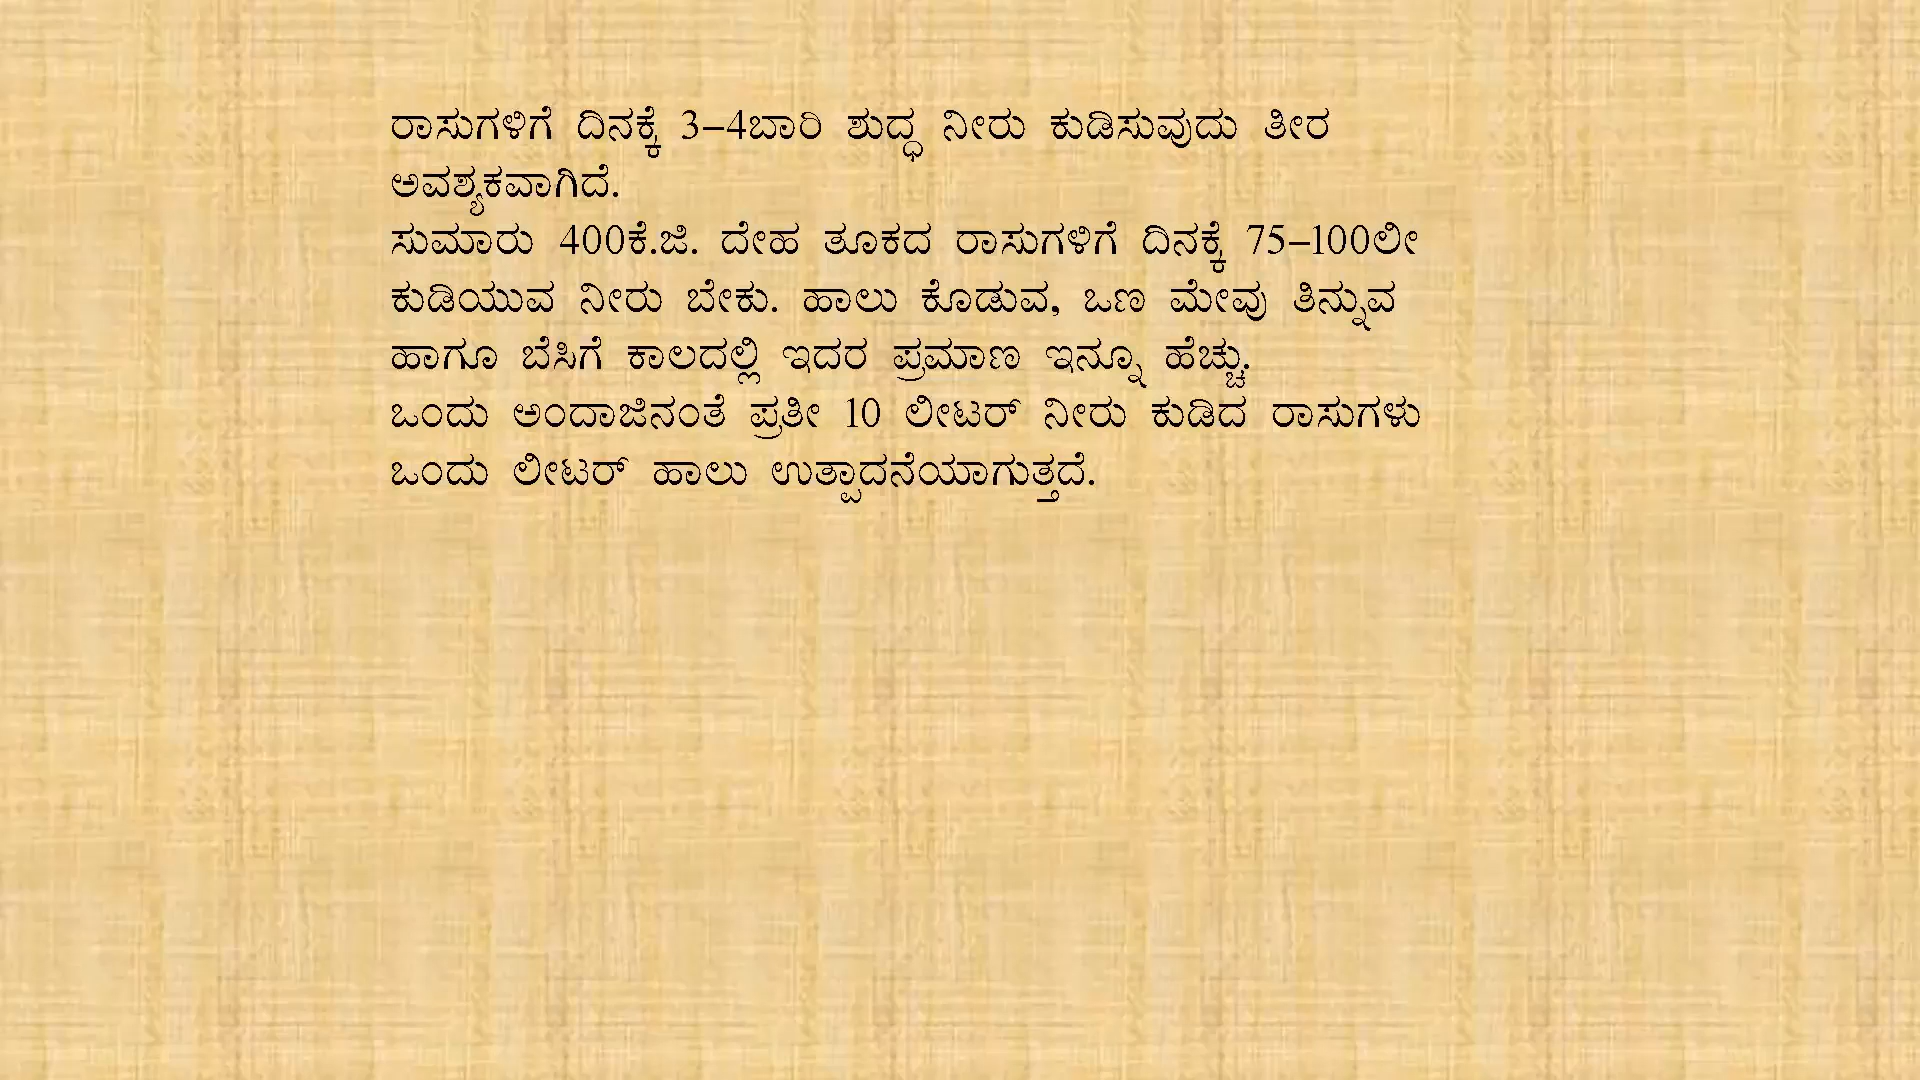 ರಾಸುಗಳಿಗೆ ದಿನಕ್ಕೆ 3-4ಬಾರಿ ಶುದ್ಧ ನೀರು ಕುಡಿಸುವುದು ತೀರ
ಅವಶ್ಯಕವಾಗಿದೆ.
ಸುಮಾರು 400ಕೆ.ಜಿ. ದೇಹ ತೂಕದ ರಾಸುಗಳಿಗೆ ದಿನಕ್ಕೆ 75-100ಲೀ
ಕುಡಿಯುವ ನೀರು ಬೇಕು. ಹಾಲು ಕೊಡುವ, ಒಣ ಮೇವು ತಿನ್ನುವ
ಹಾಗೂ ಬೆಸಿಗೆ ಕಾಲದಲ್ಲಿ ಇದರ ಪ್ರಮಾಣ ಇನ್ನೂ ಹೆಚ್ಚು.
ಒಂದು ಅಂದಾಜಿನಂತೆ ಪ್ರತೀ 10 ಲೀಟರ್ ನೀರು ಕುಡಿದ ರಾಸುಗಳು
ಒಂದು ಲೀಟರ್ ಹಾಲು ಉತ್ಪಾದನೆಯಾಗುತ್ತದೆ.